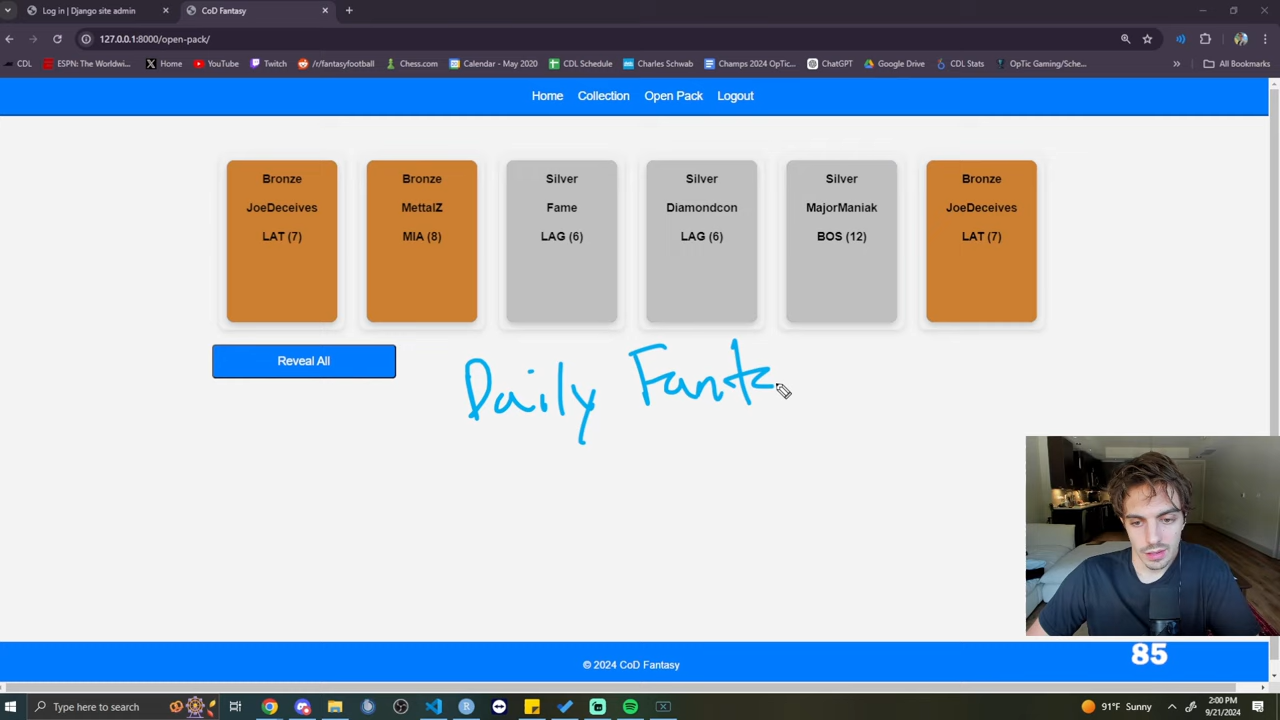 Log in | Django site admin
CoD Fantasy
127.0.0.1:8000/open-pack/
CDL
ESPN: The Worldwi...
Home
YouTube
Twitch
/r/fantasyfootball
Chess.com
Calendar - May 2020
CDL Schedule
Charles Schwab
Champs 2024 OpTic...
ChatGPT
Google Drive
CDL Stats
OpTic Gaming/Sche...
All Bookmarks
Home Collection Open Pack Logout
Bronze
JoeDeceives
LAT (7)
Bronze
MettalZ
MIA (8)
Silver
Fame
LAG (6)
Silver
Diamondcon
LAG (6)
Silver
MajorManiak
BOS (12)
Bronze
JoeDeceives
LAT (7)
Reveal All
Daily Fanta
85
© 2024 CoD Fantasy
Type here to search
91°F Sunny
2:00 PM
9/21/2024